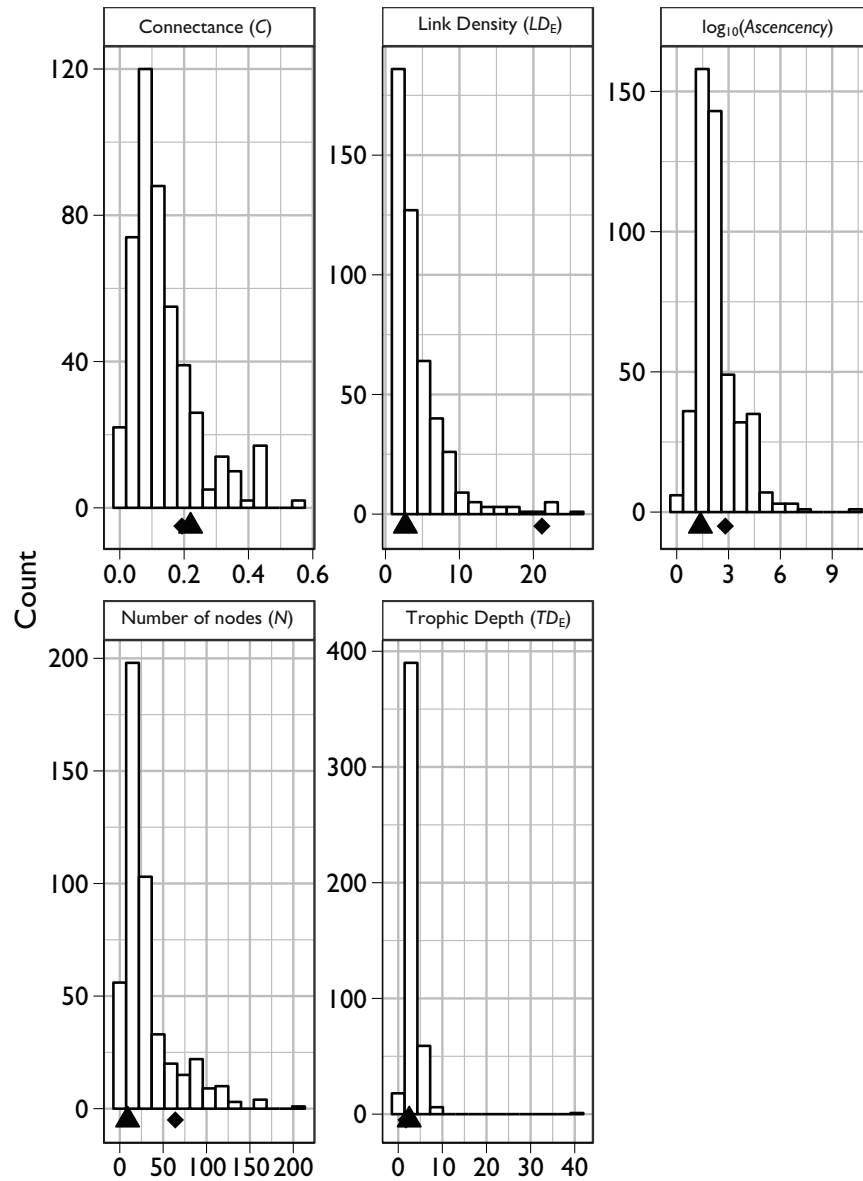 Connectance (C)
Link Density (LDE)
log10(Ascencency)
120
80
40
0
0.0 0.2 0.4 0.6
150
100
50
0
0 10 20
150
100
50
0
0 3 6 9
Count
Number of nodes (N)
Trophic Depth (TDE)
200
150
100
50
0
0 50 100 150 200
400
300
200
100
0
0 10 20 30 40